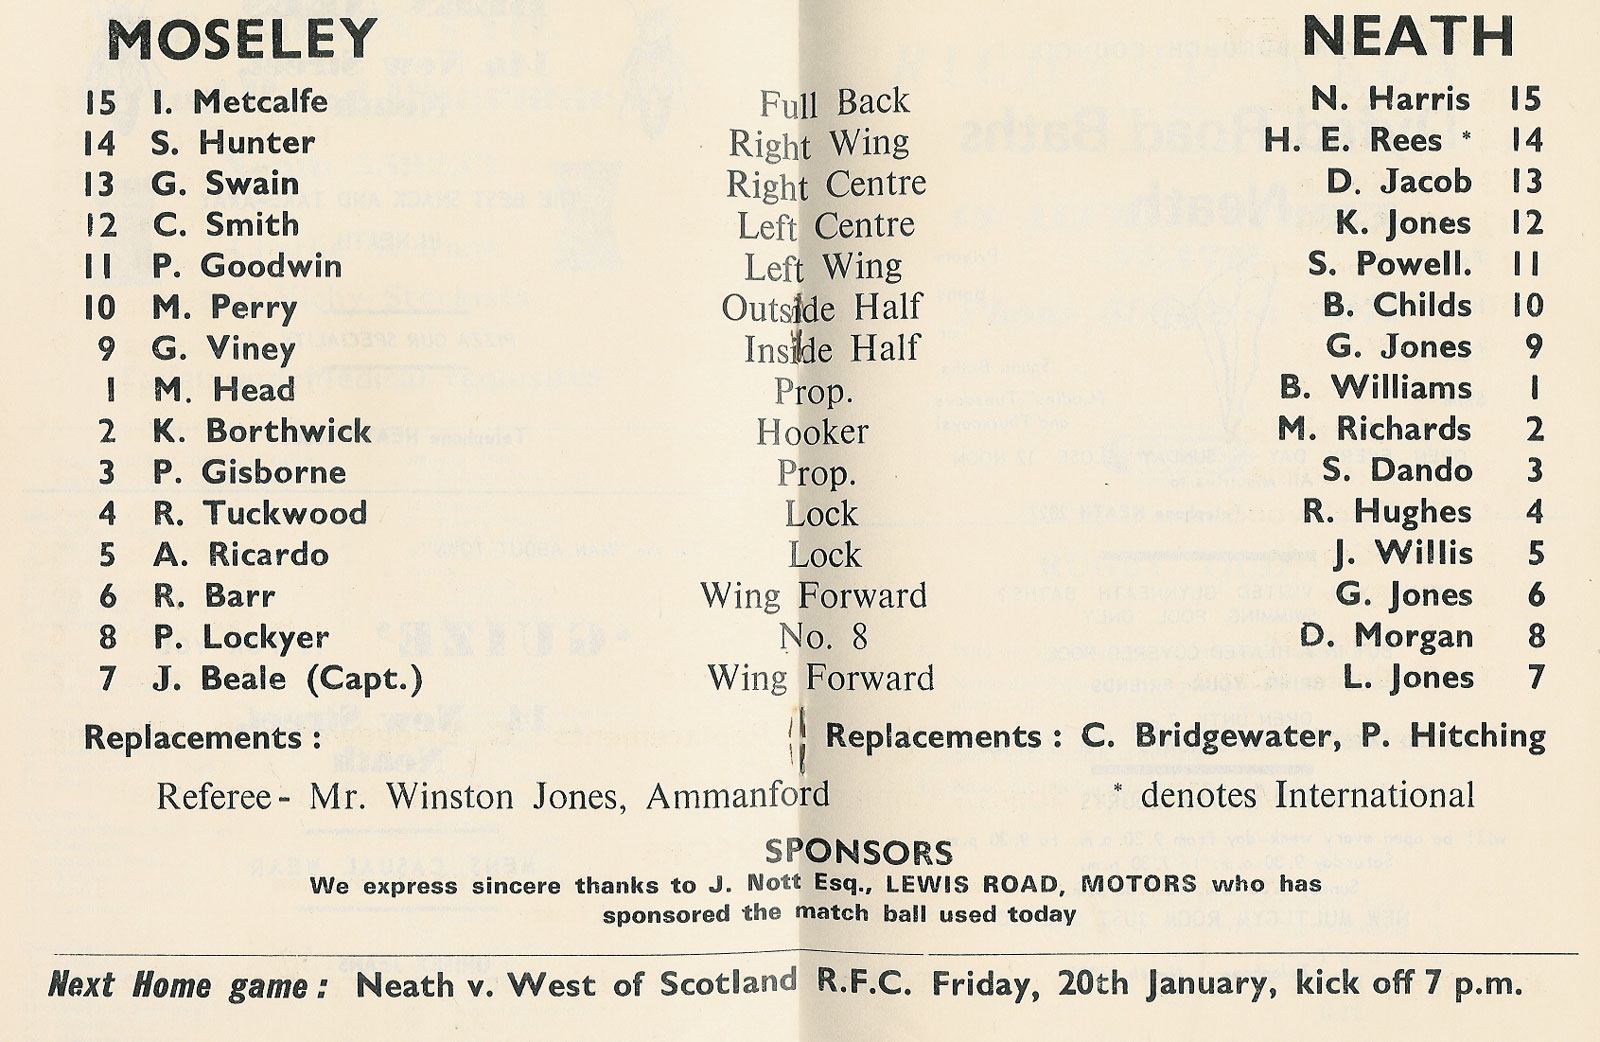 MOSELEY NEATH
15 I. Metcalfe Full Back N. Harris 15
14 S. Hunter Right Wing H. E. Rees * 14
13 G. Swain Right Centre D. Jacob 13
12 C. Smith Left Centre K. Jones 12
11 P. Goodwin Left Wing S. Powell. 11
10 M. Perry Outside Half B. Childs 10
9 G. Viney Inside Half G. Jones 9
1 M. Head Prop. B. Williams 1
2 K. Borthwick Hooker M. Richards 2
3 P. Gisborne Prop. S. Dando 3
4 R. Tuckwood Lock R. Hughes 4
5 A. Ricardo Lock J. Willis 5
6 R. Barr Wing Forward G. Jones 6
8 P. Lockyer No. 8 D. Morgan 8
7 J. Beale (Capt.) Wing Forward L. Jones 7
Replacements : Replacements : C. Bridgewater, P. Hitching
Referee - Mr. Winston Jones, Ammanford * denotes International
SPONSORS
We express sincere thanks to J. Nott Esq., LEWIS ROAD, MOTORS who has
sponsored the match ball used today
Next Home game : Neath v. West of Scotland R.F.C. Friday, 20th January, kick off 7 p.m.